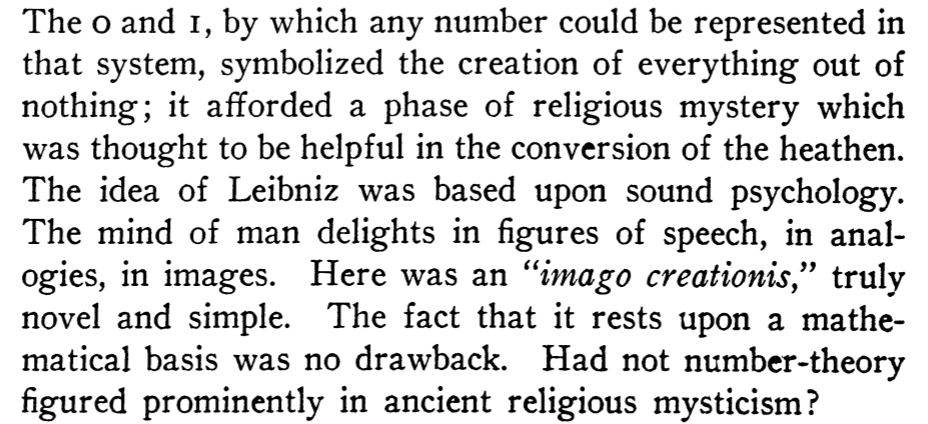 The 0 and 1, by which any number could be represented in
that system, symbolized the creation of everything out of
nothing; it afforded a phase of religious mystery which
was thought to be helpful in the conversion of the heathen.
The idea of Leibniz was based upon sound psychology.
The mind of man delights in figures of speech, in anal-
ogies, in images. Here was an “imago creationis,” truly
novel and simple. The fact that it rests upon a mathe-
matical basis was no drawback. Had not number-theory
figured prominently in ancient religious mysticism?